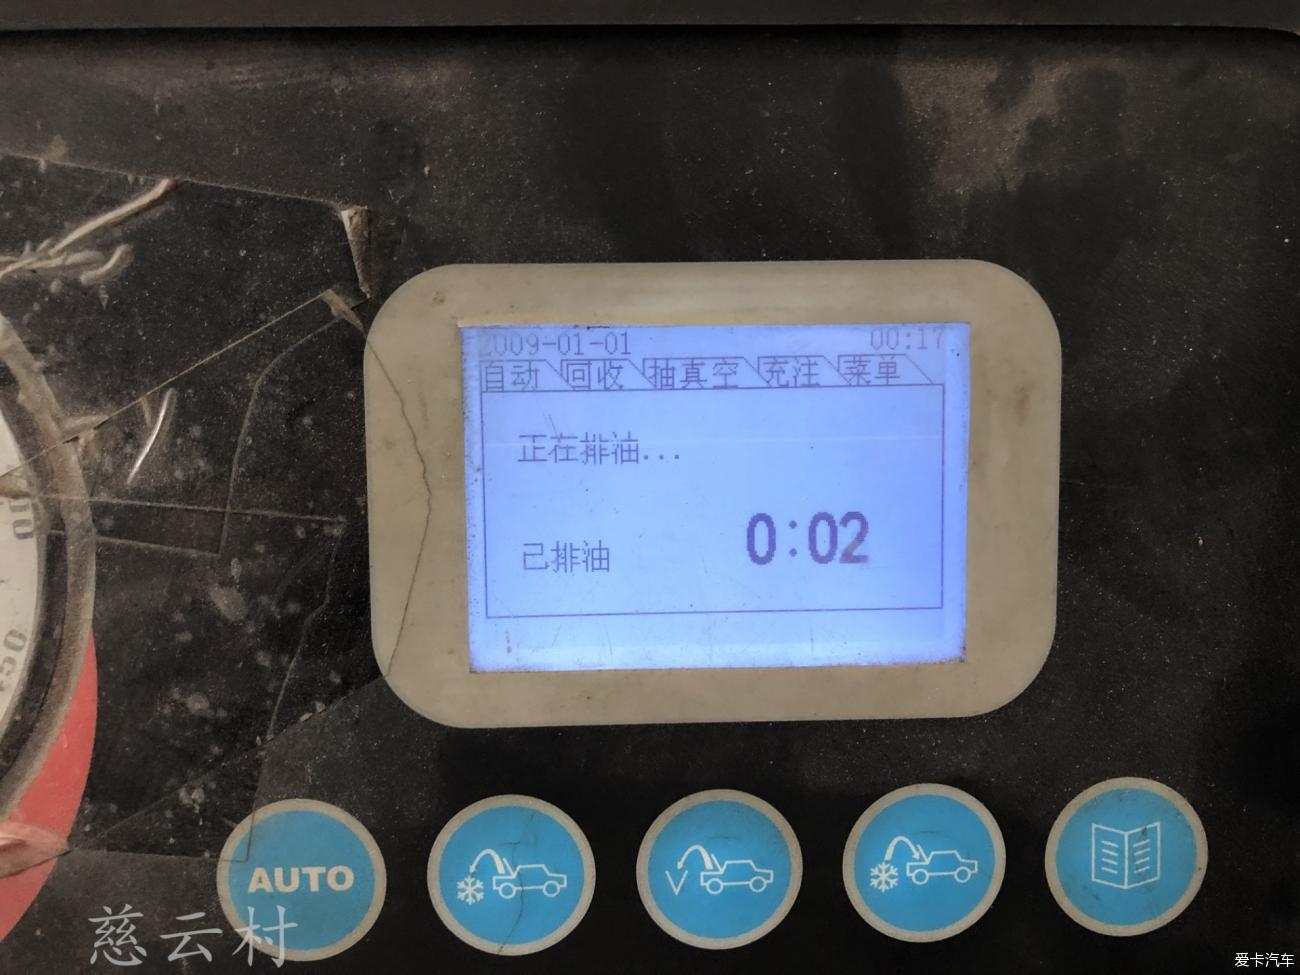 2009-01-01 00:17
自动 回收 抽真空 充注 菜单
正在排油...
已排油 0:02
AUTO
V
慈云村
爱卡汽车